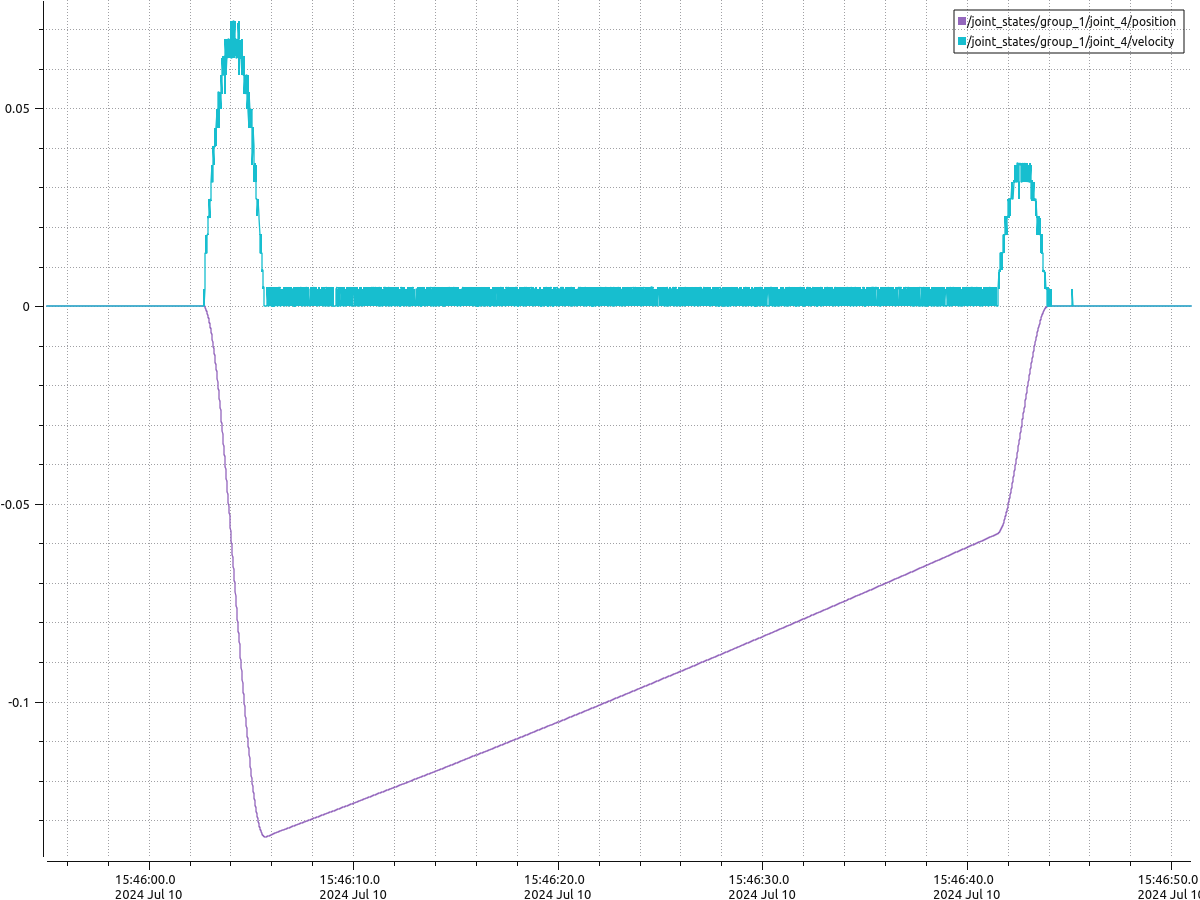 /joint_states/group_1/joint_4/position
/joint_states/group_1/joint_4/velocity
0.05
0
-0.05
-0.1
15:46:00.0 15:46:10.0 15:46:20.0 15:46:30.0 15:46:40.0 15:46:50.0
2024 Jul 10 2024 Jul 10 2024 Jul 10 2024 Jul 10 2024 Jul 10 2024 Jul 10